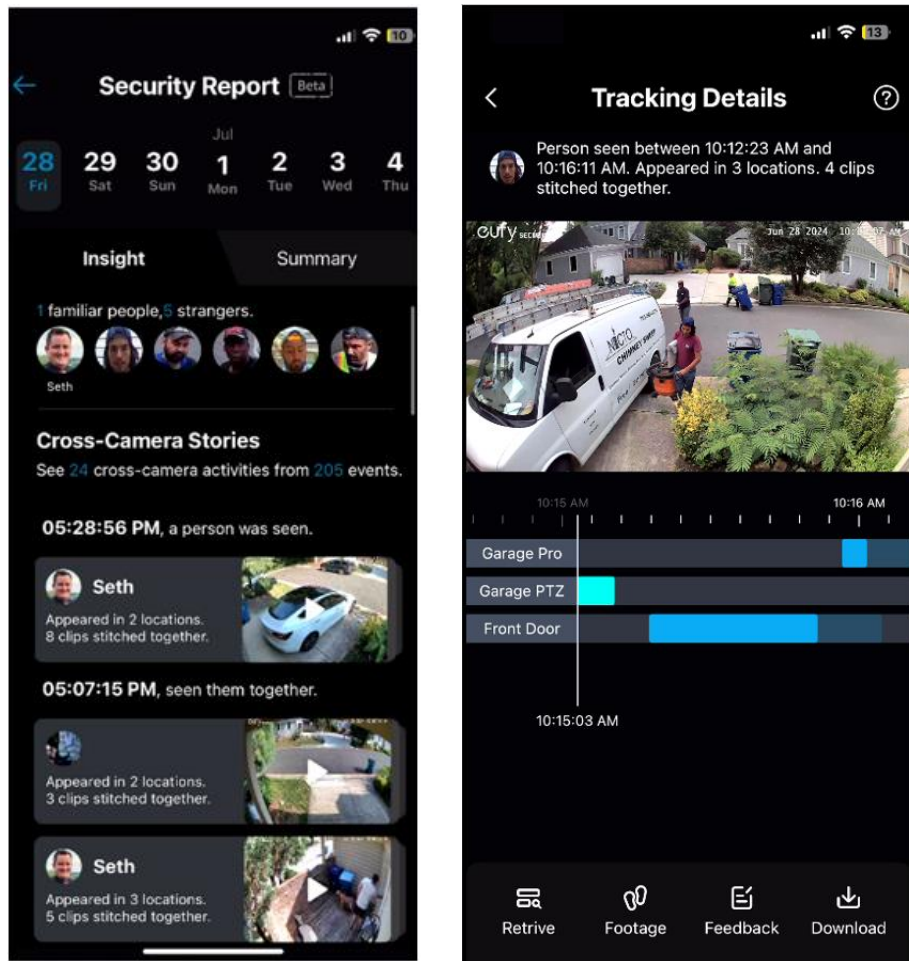 10
Security Report Beta
Jul
28 29 30 1 2 3 4
Fri Sat Sun Mon Tue Wed Thu
Insight Summary
1 familiar people,5 strangers.
Seth
Cross-Camera Stories
See 24 cross-camera activities from 205 events.
05:28:56 PM, a person was seen.
Seth
Appeared in 2 locations.
8 clips stitched together.
05:07:15 PM, seen them together.
Appeared in 2 locations.
3 clips stitched together.
Seth
Appeared in 3 locations.
5 clips stitched together.
13
Tracking Details
?
Person seen between 10:12:23 AM and
10:16:11 AM. Appeared in 3 locations. 4 clips
stitched together.
eufy SECURITY Jun 28 2024
CHIMNEY SWEEP
10:15 AM 10:16 AM
Garage Pro
Garage PTZ
Front Door
10:15:03 AM
Retrive Footage Feedback Download